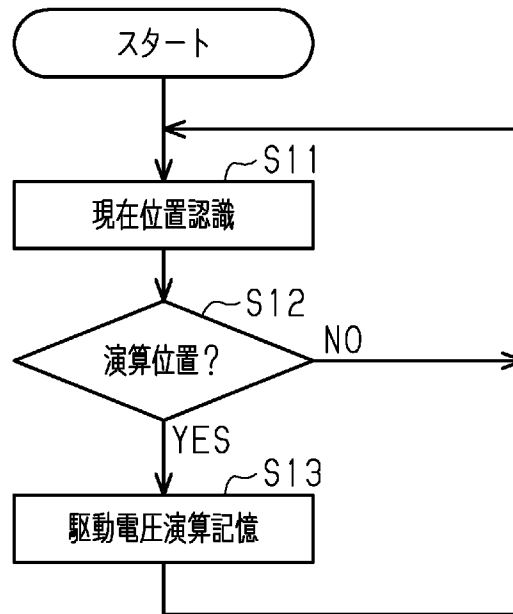 スタート
S11
現在位置認識
S12
演算位置?
NO
YES
S13
駆動電圧演算記憶